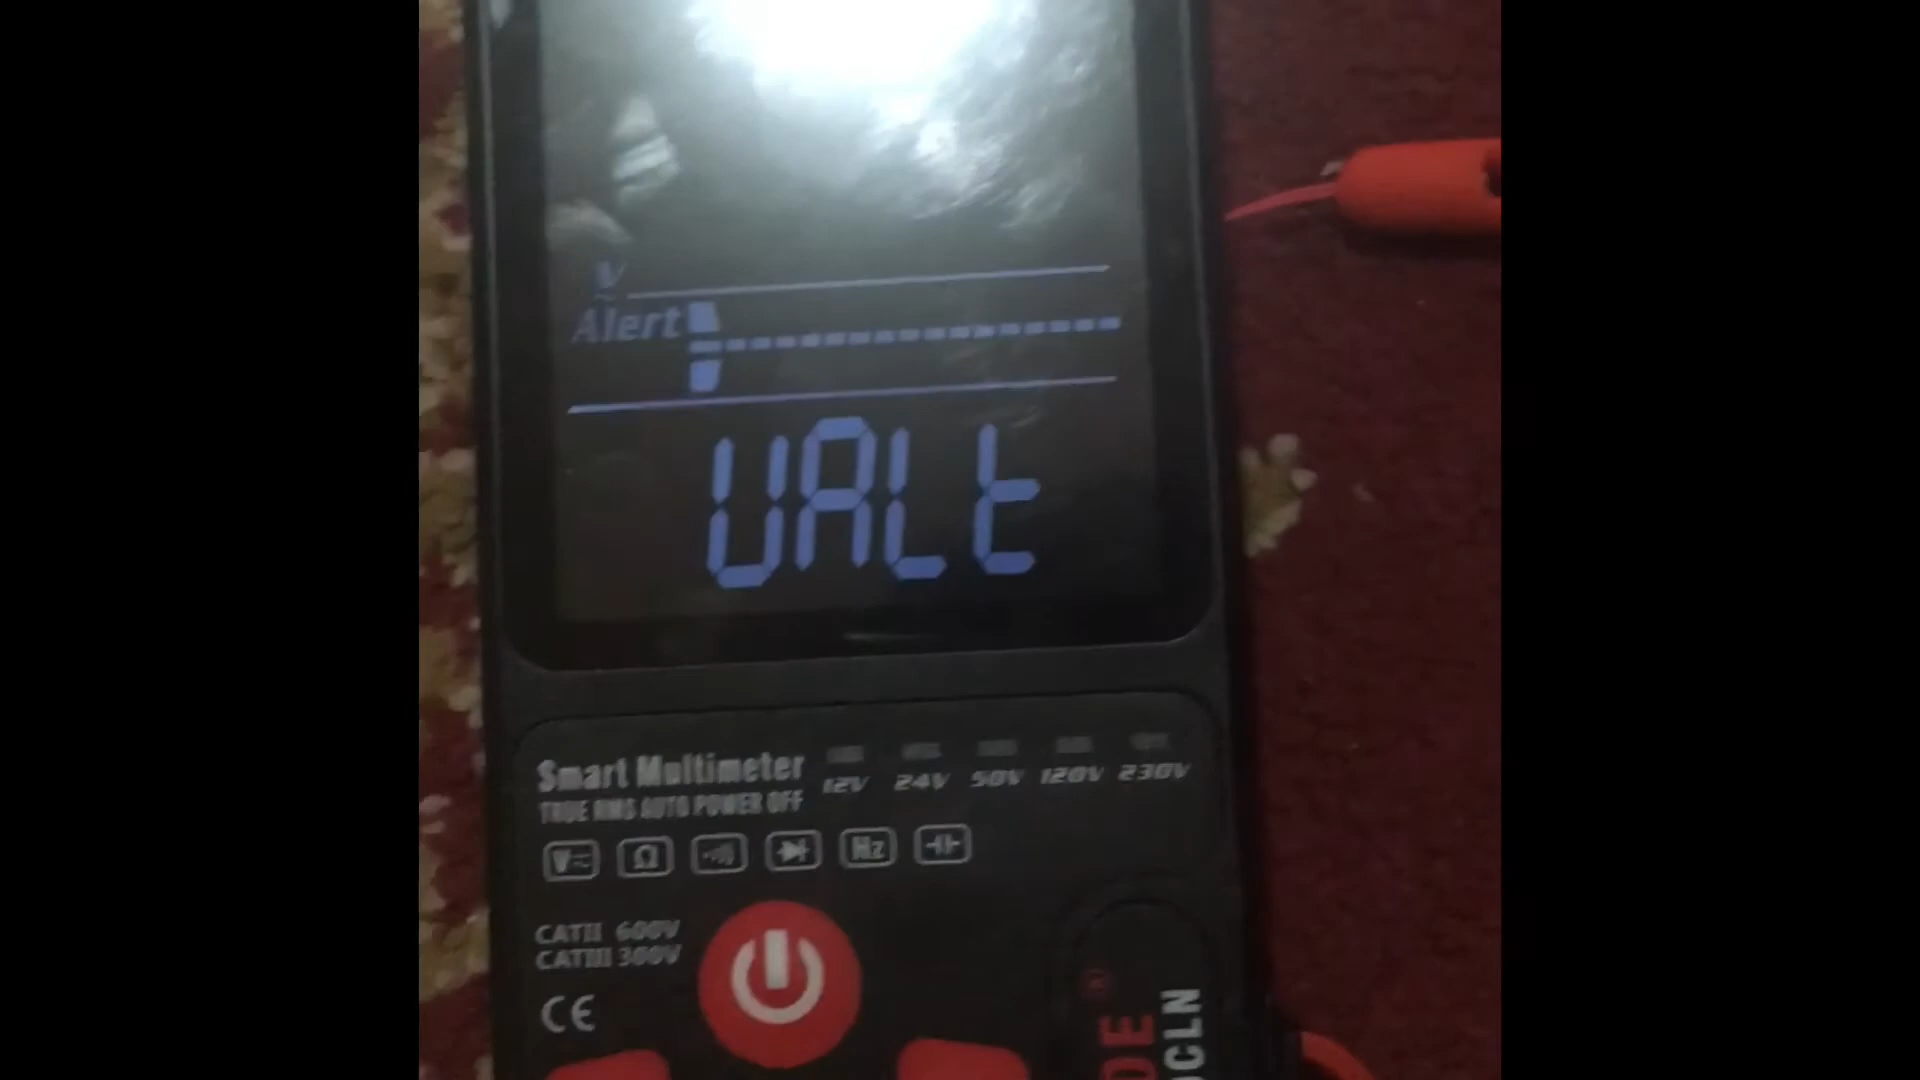 V
Alert
UALt
Smart Multimeter
12V 24V 50V 120V 230V
TRUE RMS AUTO POWER OFF
V Ω Hz
CATII 600V
CATIII 300V
CE